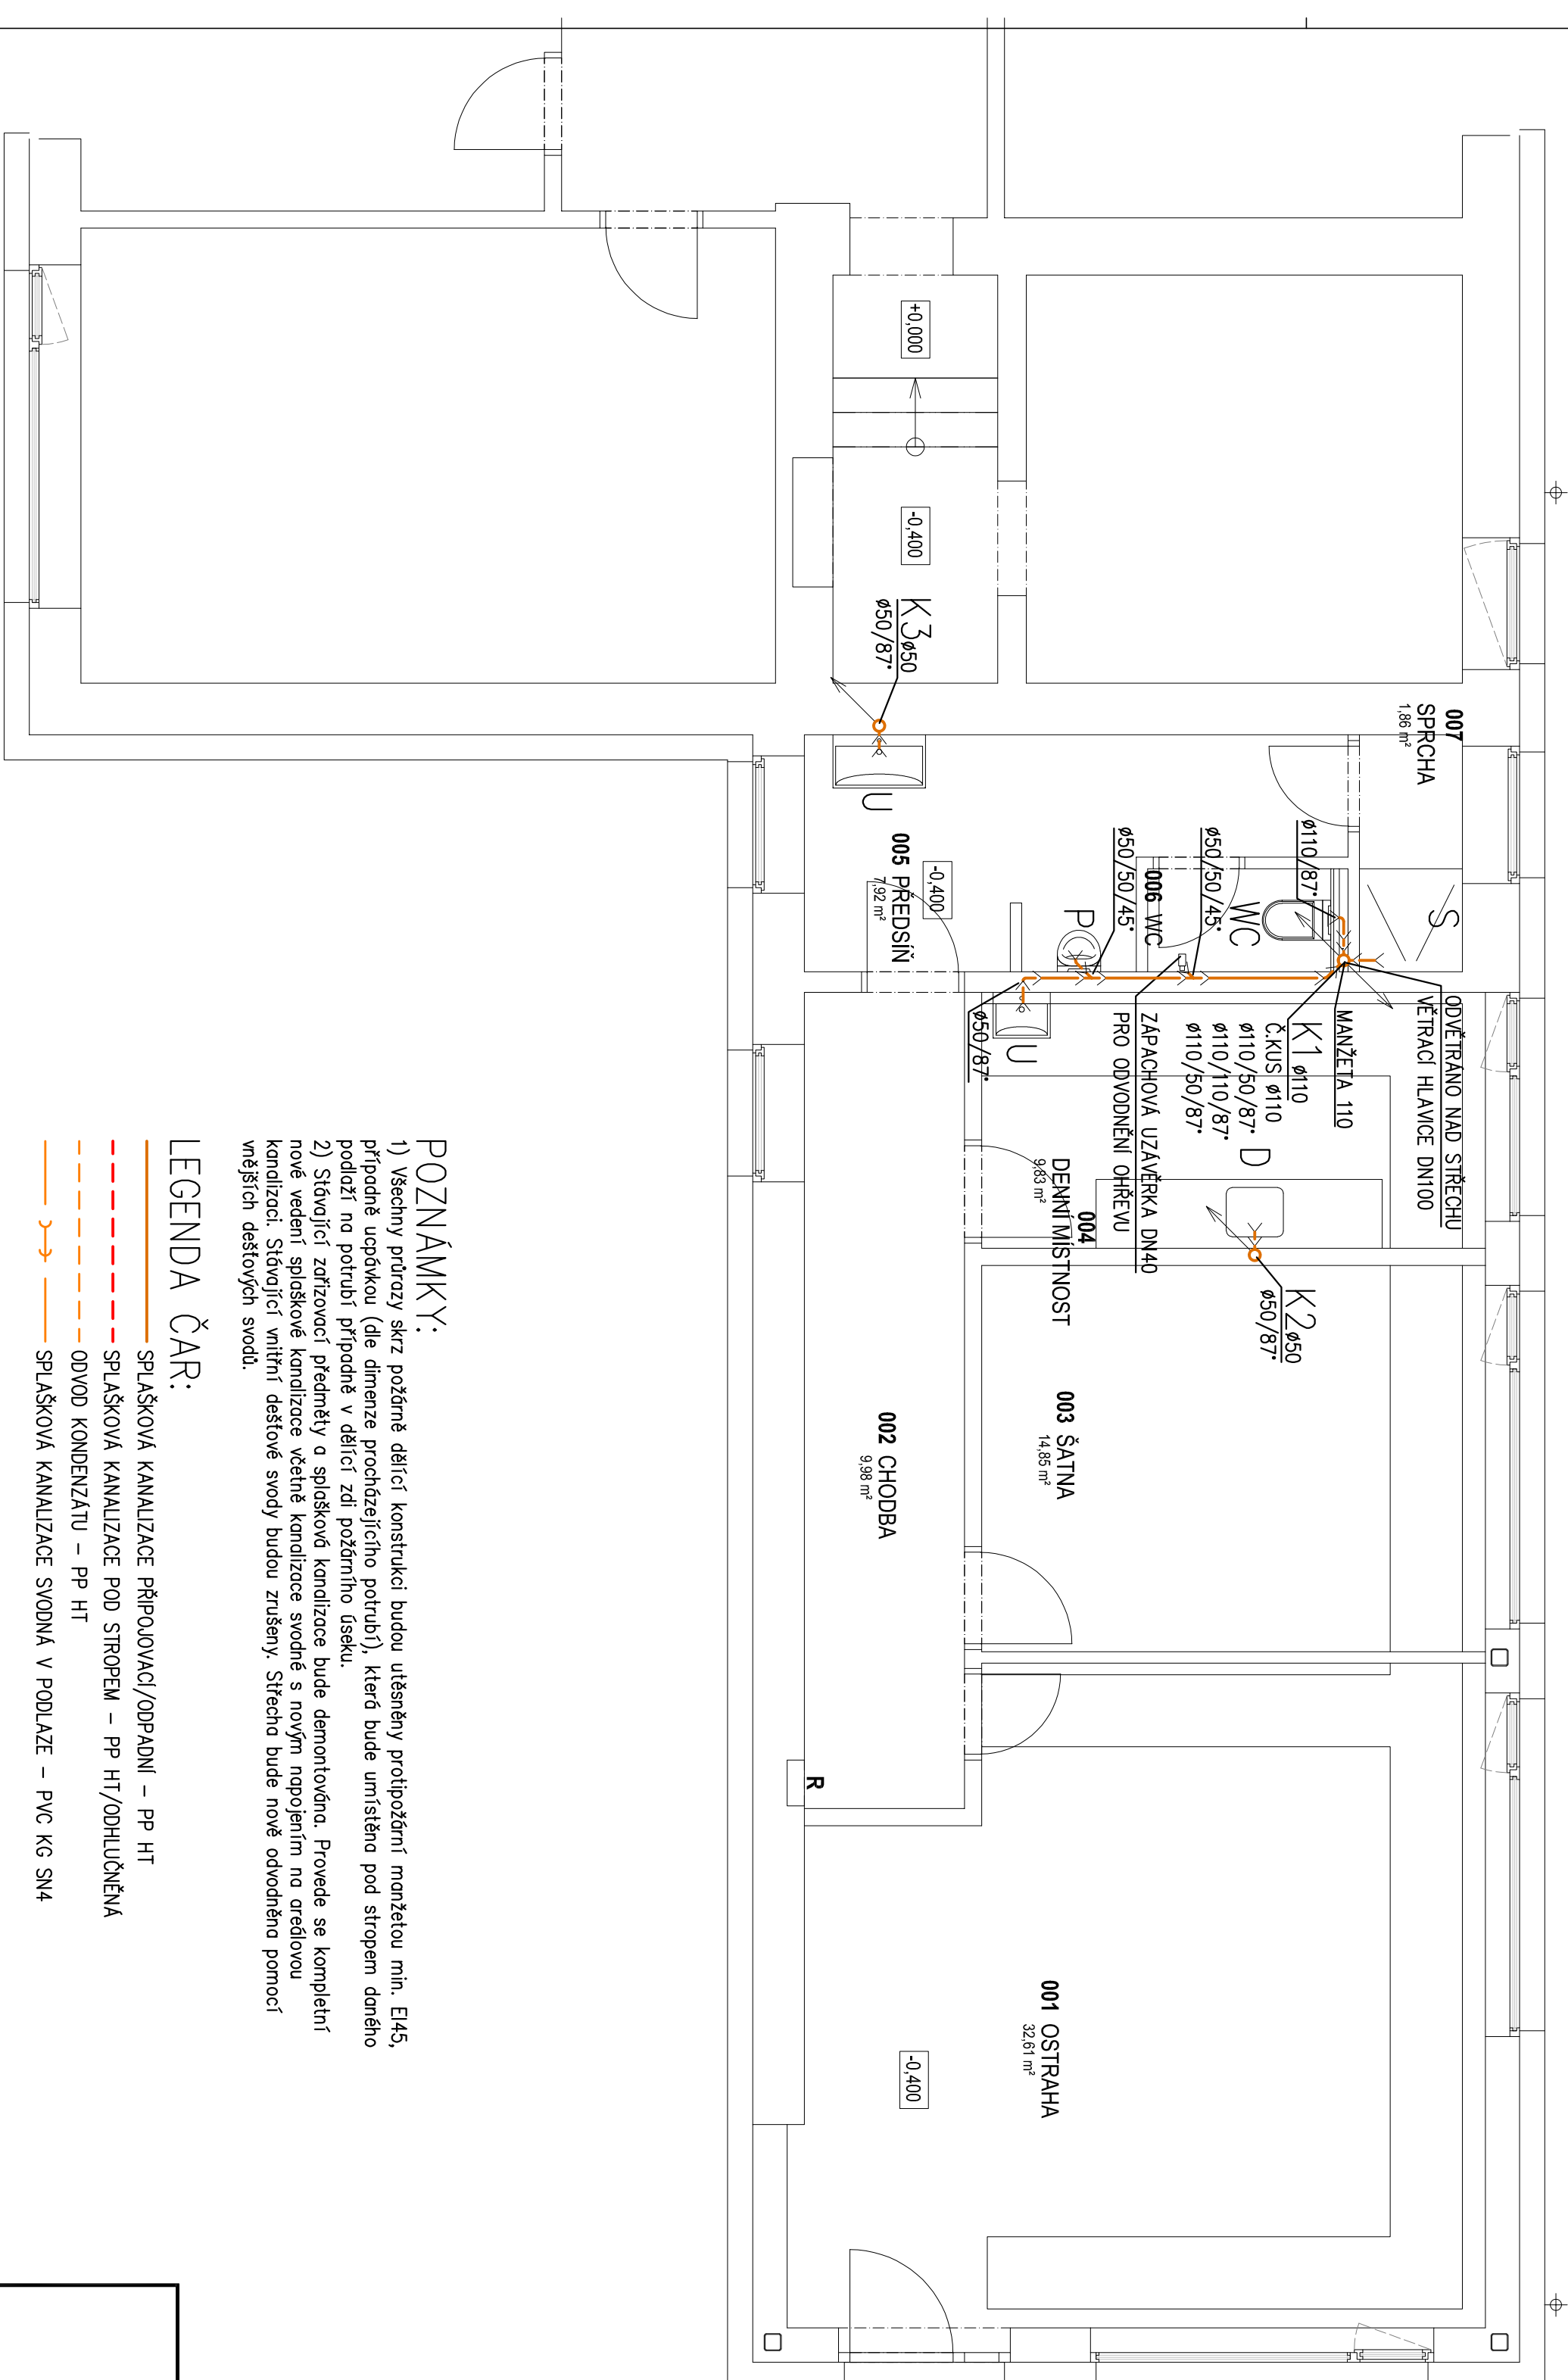 +0,000
-0,400
K3 ø50
ø50/87°
U
007
SPRCHA
1,86 m²
S
ø110/87°
ø50/50/45°
ø50/50/45°
WC
006 WC
P
-0,400
005 PŘEDSÍŇ
7,92 m²
ODVĚTRÁNO NAD STŘECHU
VĚTRACÍ HLAVICE DN100
MANŽETA 110
K1 ø110
Č.KUS ø110
ø110/50/87°
ø110/110/87°
ø110/50/87°
ZÁPACHOVÁ UZÁVĚRKA DN40
PRO ODVODNĚNÍ OHŘEVU
U
ø50/87°
D
004
DENNÍ MÍSTNOST
9,83 m²
K2 ø50
ø50/87°
003 ŠATNA
14,85 m²
002 CHODBA
9,98 m²
R
001 OSTRAHA
32,61 m²
-0,400
POZNÁMKY:
1) Všechny průrazy skrz požárně dělící konstrukci budou utěsněny protipožární manžetou min. EI45,
případně ucpávkou (dle dimenze procházejícího potrubí), která bude umístěna pod stropem daného
podlaží na potrubí případně v dělící zdi požárního úseku.
2) Stávající zařizovací předměty a splašková kanalizace bude demontována. Provede se kompletní
nové vedení splaškové kanalizace včetně kanalizace svodné s novým napojením na areálovou
kanalizaci. Stávající vnitřní dešťové svody budou zrušeny. Střecha bude nově odvodněna pomocí
vnějších dešťových svodů.
LEGENDA ČAR:
SPLAŠKOVÁ KANALIZACE PŘIPOJOVACÍ/ODPADNÍ – PP HT
SPLAŠKOVÁ KANALIZACE POD STROPEM – PP HT/ODHLUČNĚNÁ
ODVOD KONDENZÁTU – PP HT
SPLAŠKOVÁ KANALIZACE SVODNÁ V PODLAZE – PVC KG SN4